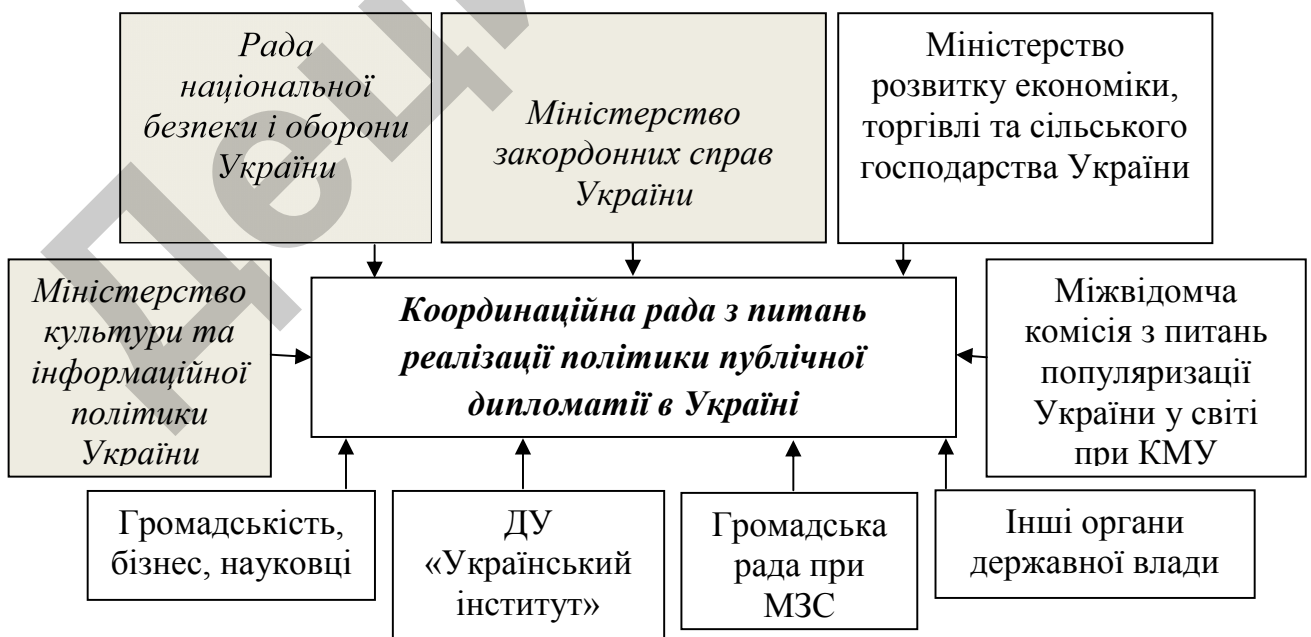 Рада
національної
безпеки і оборони
України
Міністерство
закордонних справ
України
Міністерство
розвитку економіки,
торгівлі та сільського
господарства України
Міністерство
культури та
інформаційної
політики
України
Координаційна рада з питань
реалізації політики публічної
дипломатії в Україні
Міжвідомча
комісія з питань
популяризації
України у світі
при КМУ
Громадськість,
бізнес, науковці
ДУ
«Український
інститут»
Громадська
рада при
МЗС
Інші органи
державної влади